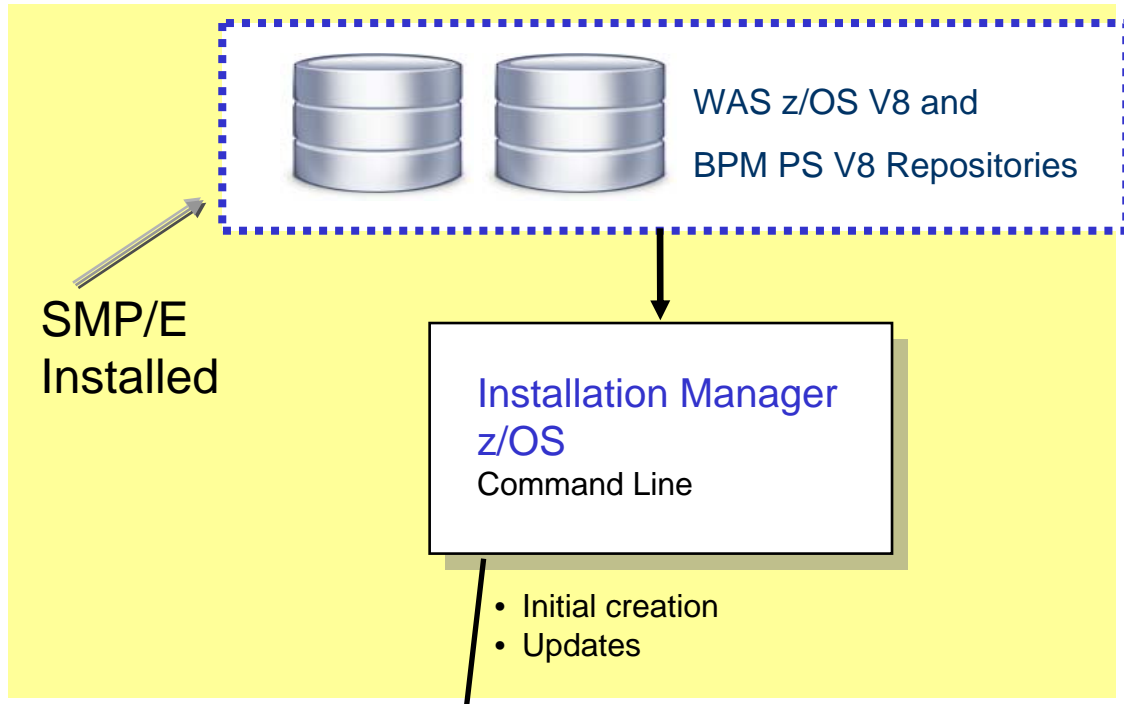 WAS z/OS V8 and
BPM PS V8 Repositories
SMP/E
Installed
Installation Manager
z/OS
Command Line
• Initial creation
• Updates